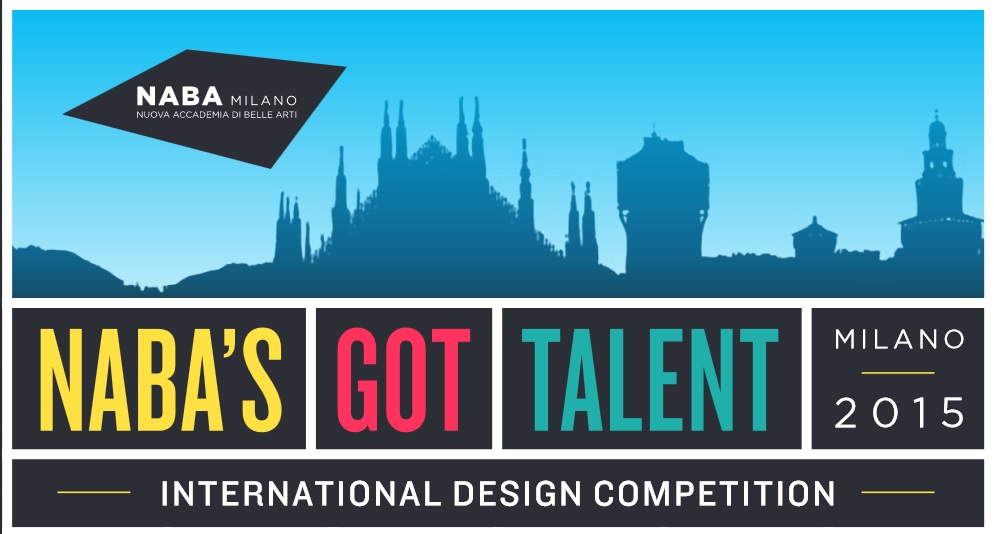 NABA MILANO
NUOVA ACCADEMIA DI BELLE ARTI
NABA'S GOT TALENT
MILANO
2015
INTERNATIONAL DESIGN COMPETITION